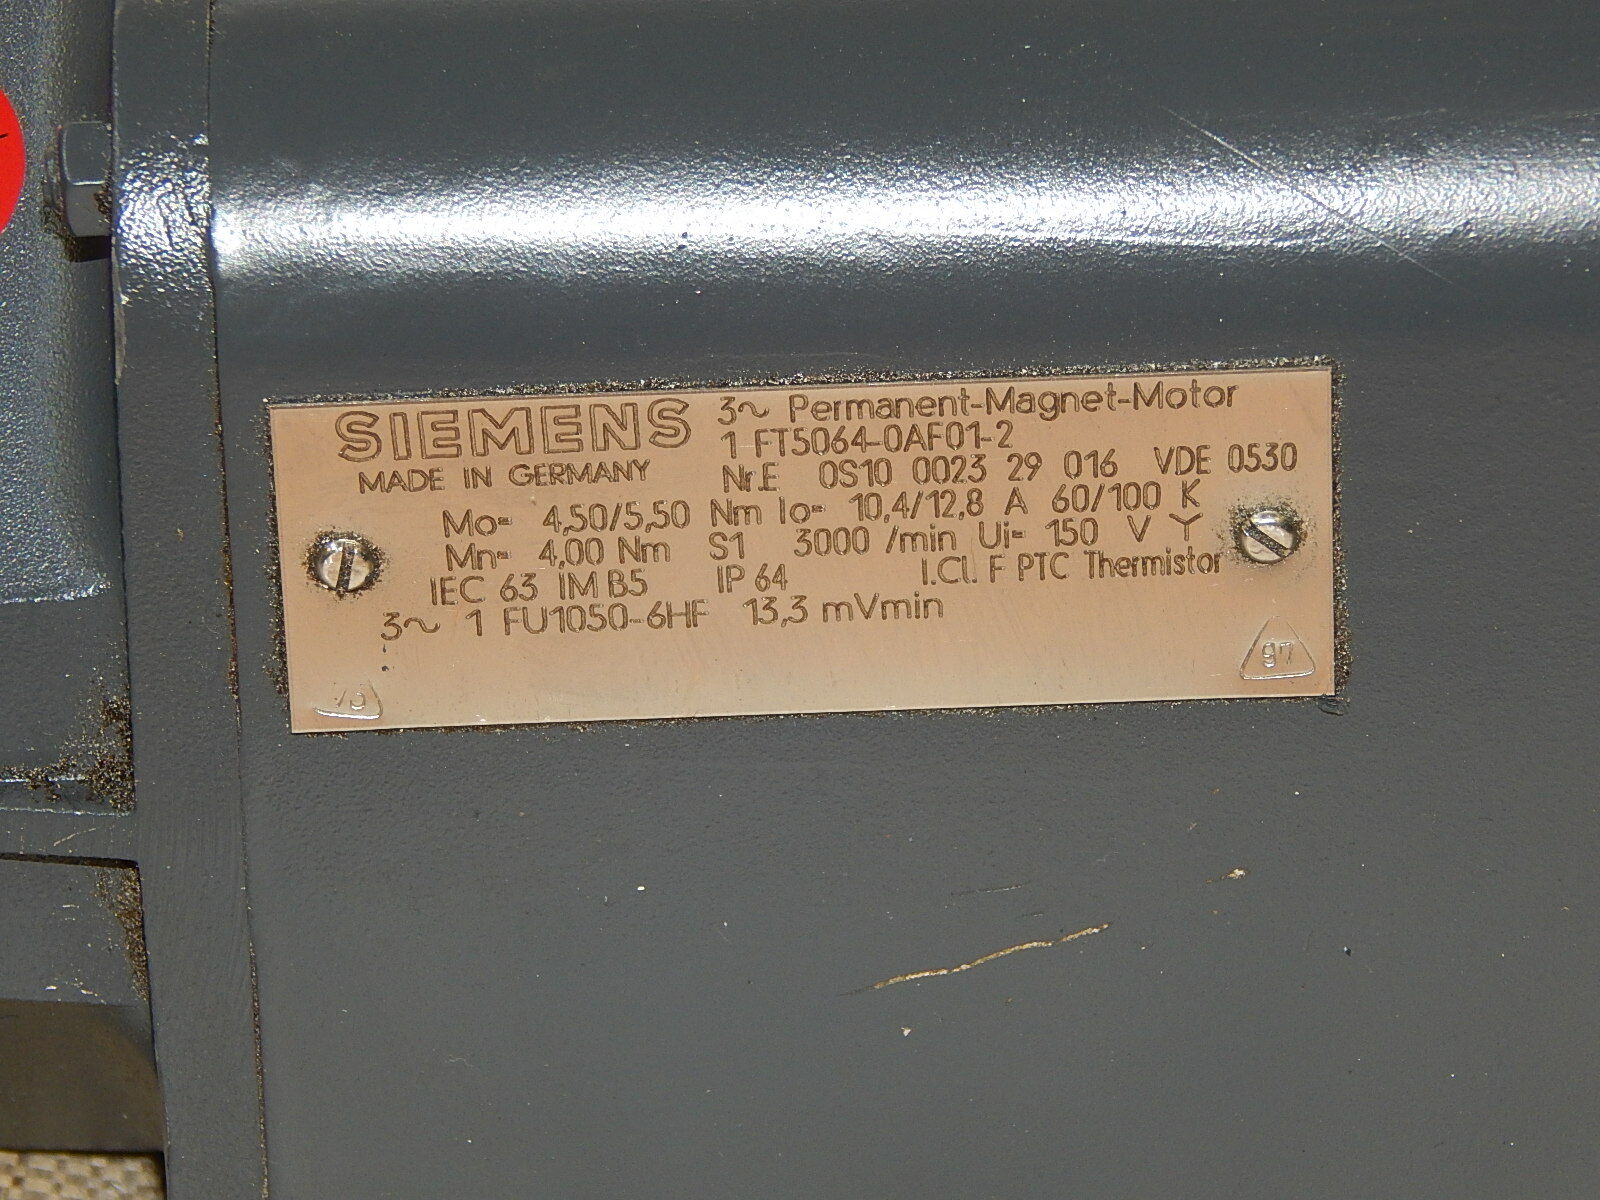 SIEMENS 3~ Permanent-Magnet-Motor
1 FT5064-0AF01-2
MADE IN GERMANY Nr.E 0S10 0023 29 016 VDE 0530
Mo= 4,50/5,50 Nm Io= 10,4/12,8 A 60/100 K
Mn= 4,00 Nm S1 3000 /min Ui= 150 V Y
IEC 63 IM B5 IP 64 I.Cl. F PTC Thermistor
3~ 1 FU1050-6HF 13,3 mVmin
97